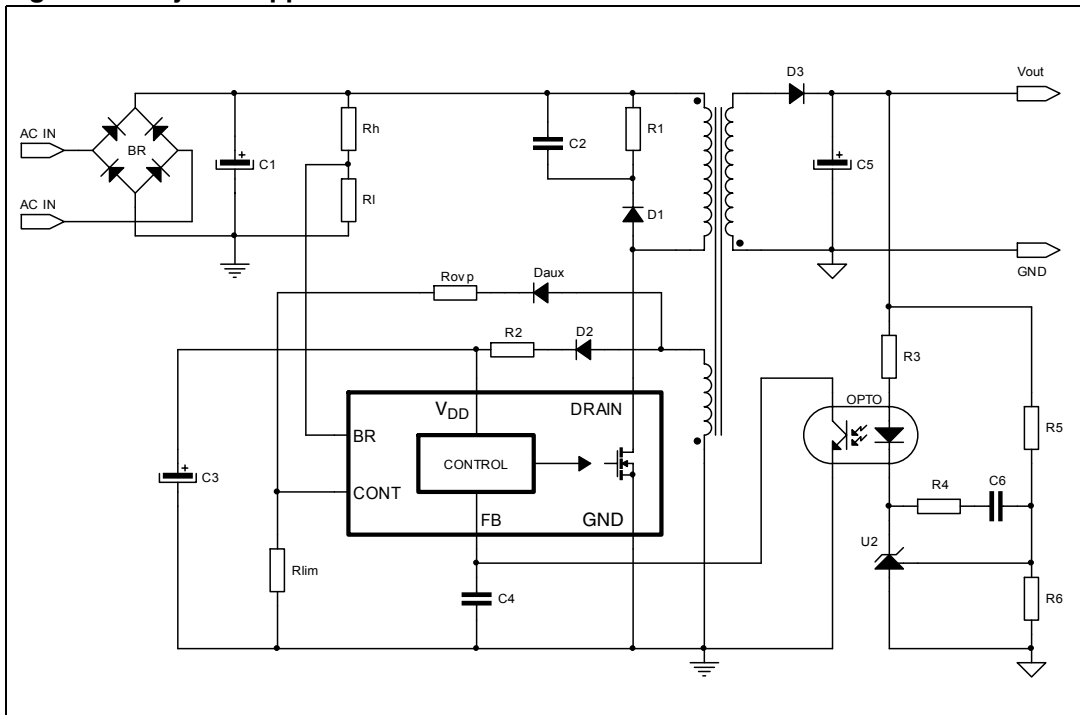 D3
Vout
AC IN
BR
C1
Rh
C2
R1
C5
AC IN
Rl
D1
GND
Rovp
Daux
R2
D2
R3
VDD
DRAIN
OPTO
R5
BR
CONTROL
C3
CONT
R4
C6
FB
GND
U2
Rlim
C4
R6
+
+
+